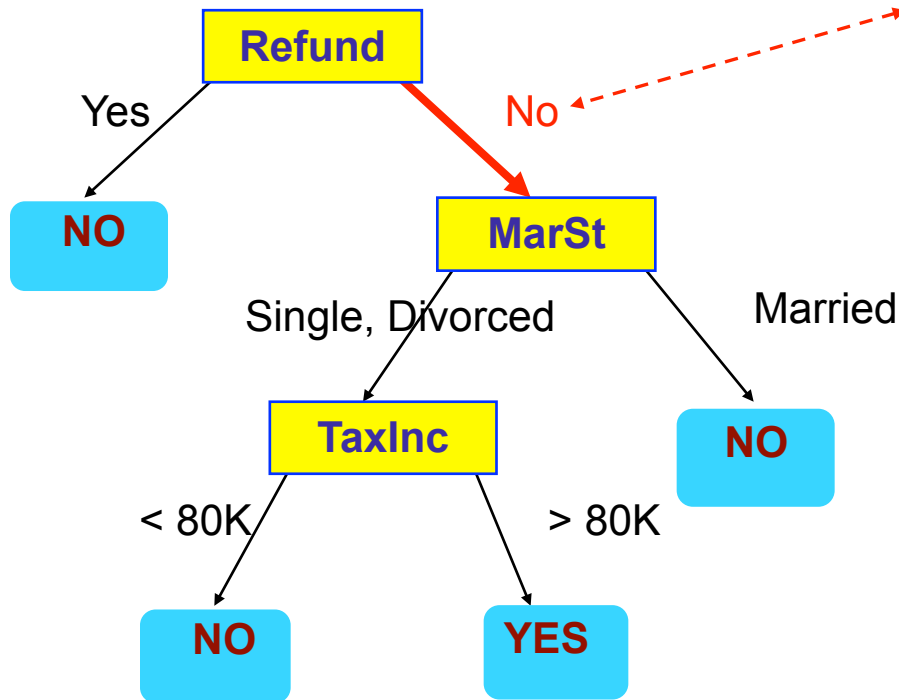 Refund
Yes
No
NO
MarSt
Single, Divorced
Married
TaxInc
NO
< 80K
> 80K
NO
YES